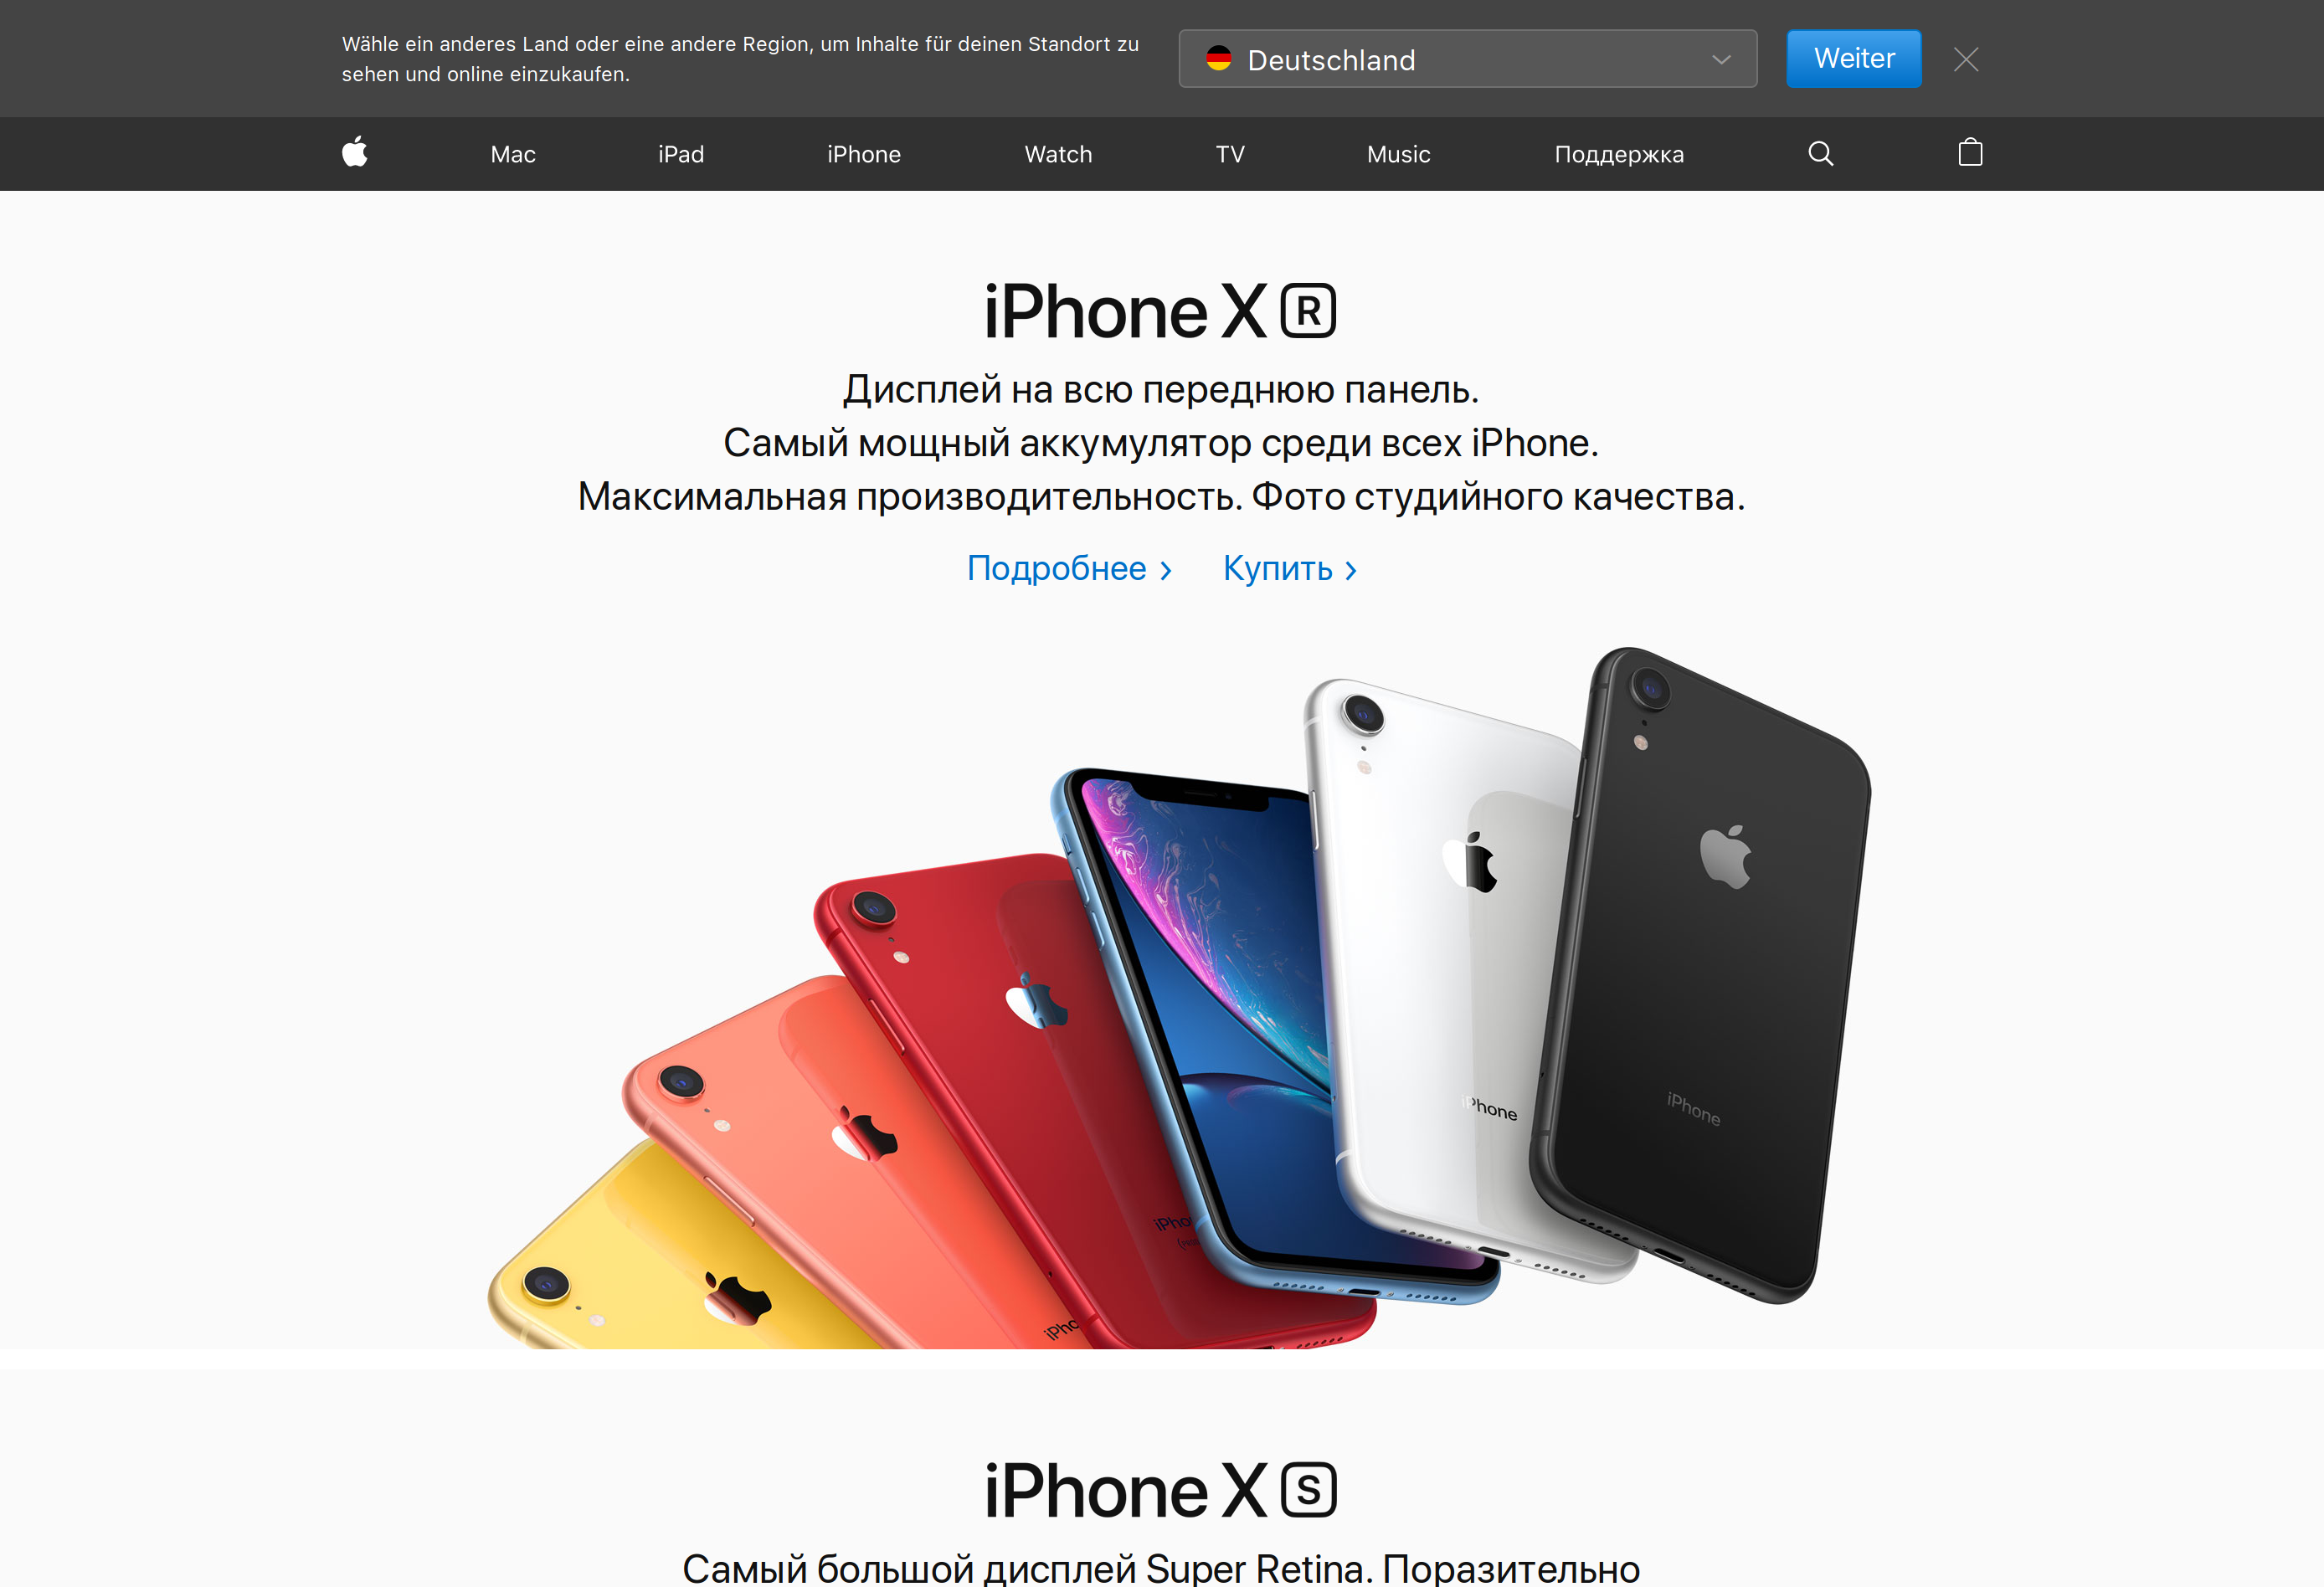 Wähle ein anderes Land oder eine andere Region, um Inhalte für deinen Standort zu
sehen und online einzukaufen.
Deutschland
Weiter
Mac iPad iPhone Watch TV Music Поддержка
iPhone XR
Дисплей на всю переднюю панель.
Самый мощный аккумулятор среди всех iPhone.
Максимальная производительность. Фото студийного качества.
Подробнее > Купить >
iPhone
iPhone
iPhone XS
Самый большой дисплей Super Retina. Поразительно